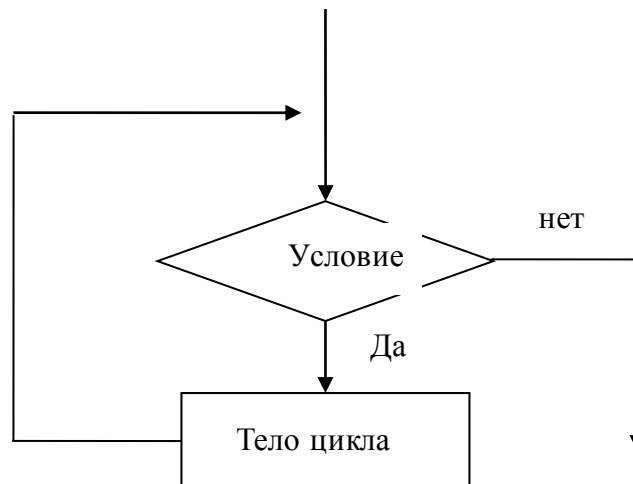 нет
Условие
Да
Тело цикла